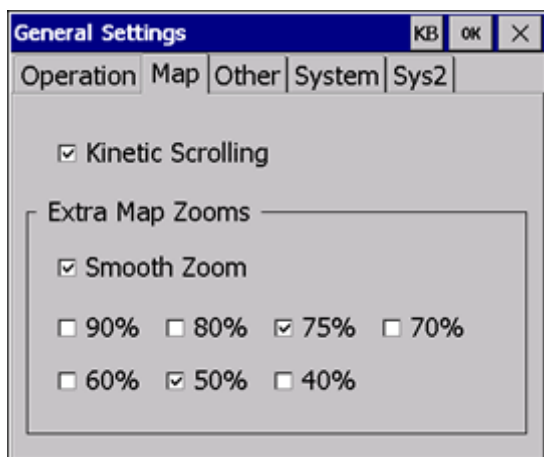 General Settings KB OK ×
Operation Map Other System Sys2
Kinetic Scrolling
Extra Map Zooms
Smooth Zoom
90% 80% 75% 70%
60% 50% 40%